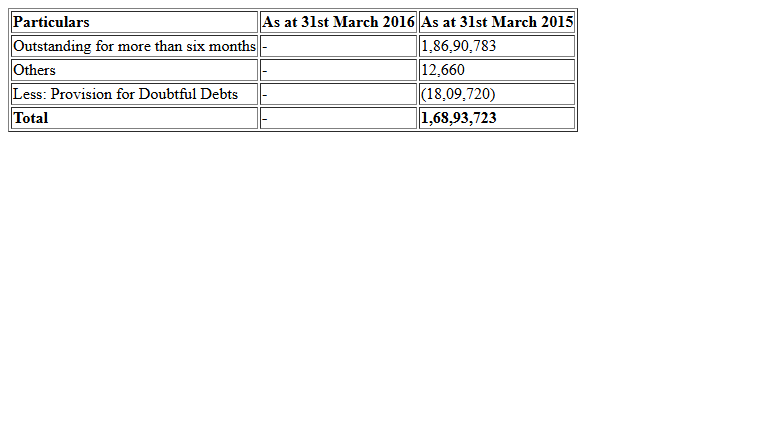 Particulars As at 31st March 2016 As at 31st March 2015
Outstanding for more than six months - 1,86,90,783
Others - 12,660
Less: Provision for Doubtful Debts - (18,09,720)
Total - 1,68,93,723